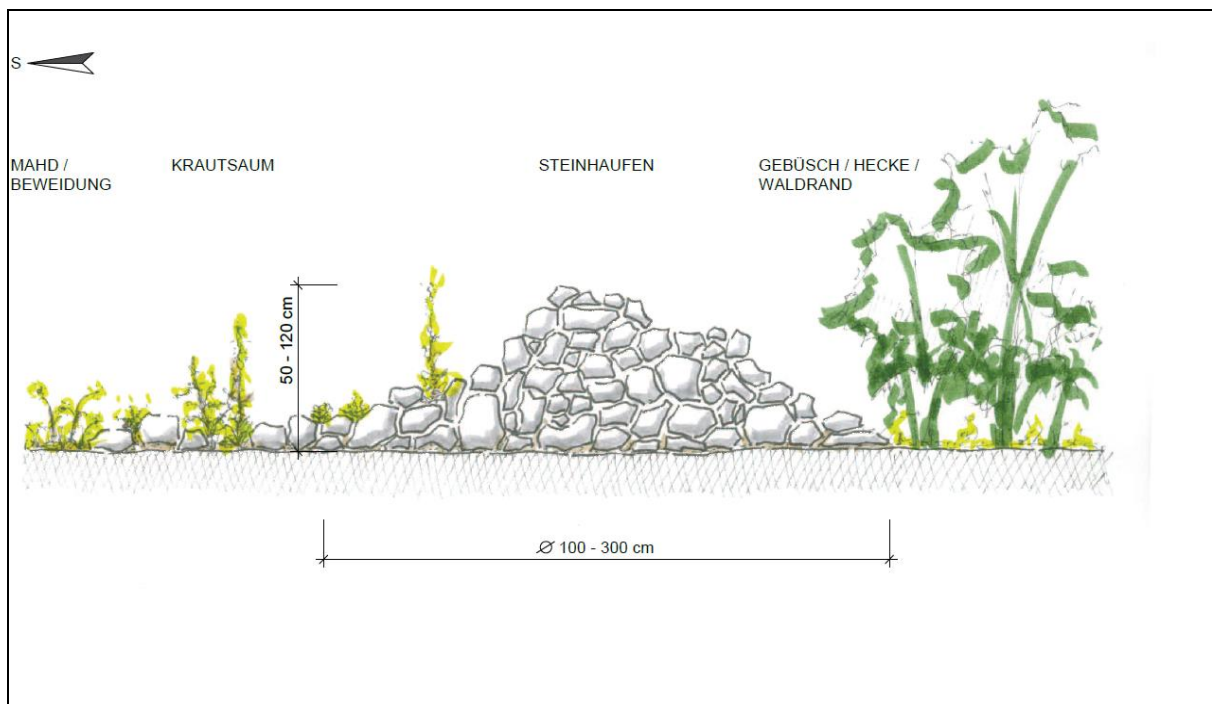 S
MAHD /
BEWEIDUNG
KRAUTSAUM
STEINHAUFEN
GEBÜSCH / HECKE /
WALDRAND
50 - 120 cm
Ø 100 - 300 cm